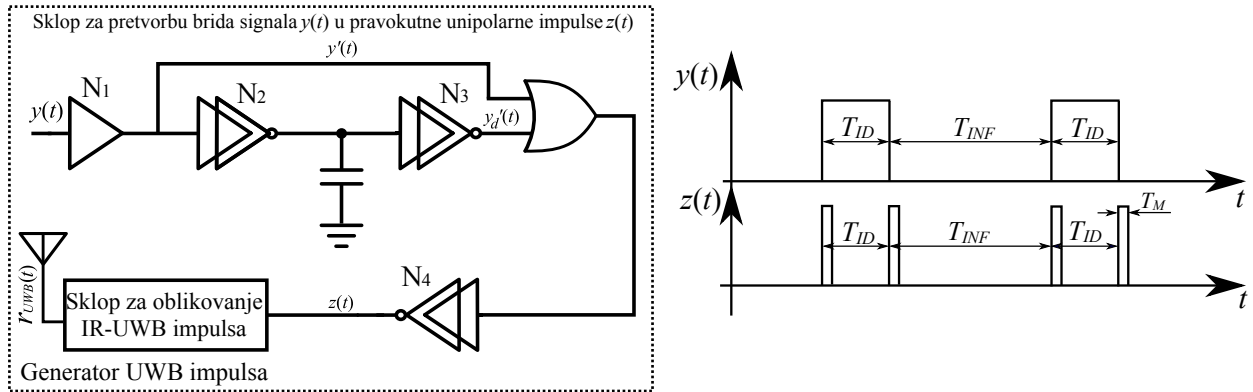 Sklop za pretvorbu brida signala y(t) u pravokutne unipolarne impulse z(t)
y'(t)
N1
N2
N3
y(t)
yd'(t)
N4
z(t)
rUWB(t)
Sklop za oblikovanje
IR-UWB impulsa
Generator UWB impulsa
y(t)
TID
TINF
TID
t
z(t)
TM
TID
TINF
TID
t